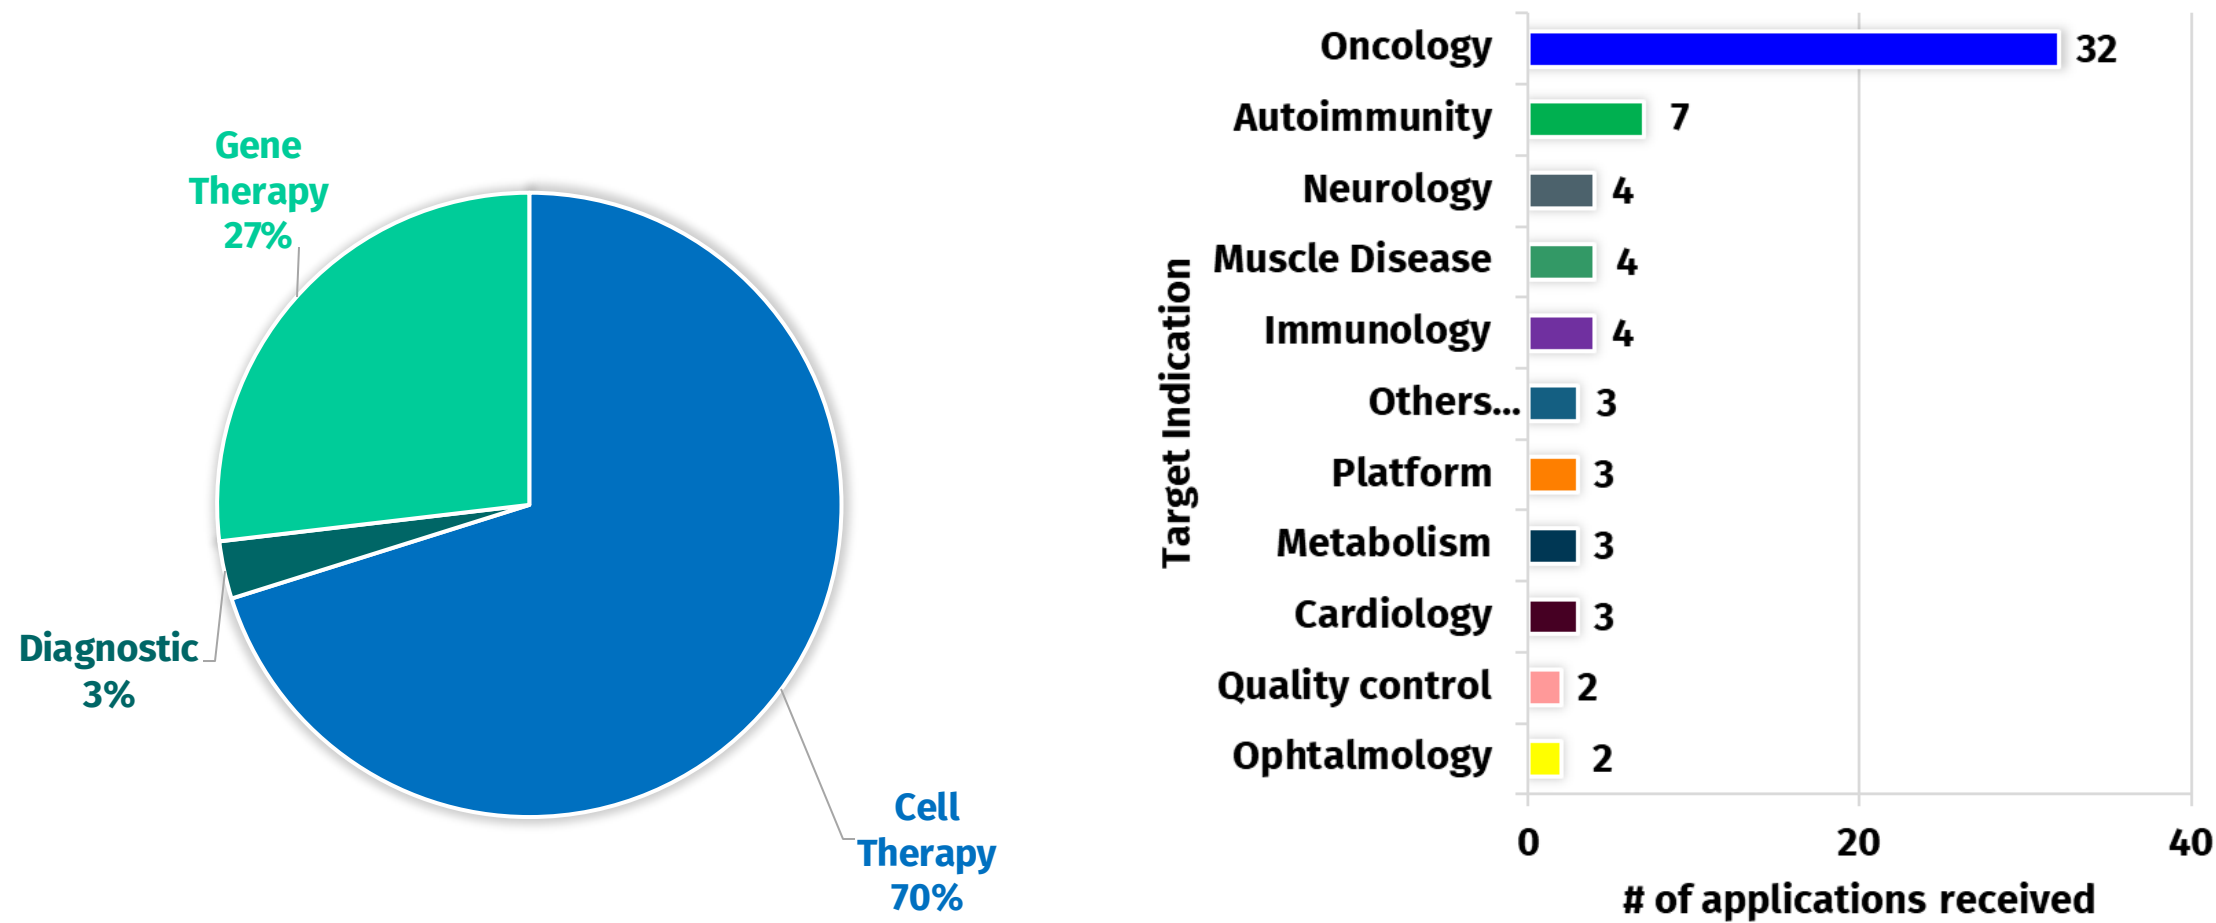 Gene
Therapy
27%
Diagnostic
3%
Cell
Therapy
70%
Target Indication
Oncology 32
Autoimmunity 7
Neurology 4
Muscle Disease 4
Immunology 4
Others... 3
Platform 3
Metabolism 3
Cardiology 3
Quality control 2
Ophtalmology 2
0 20 40
# of applications received